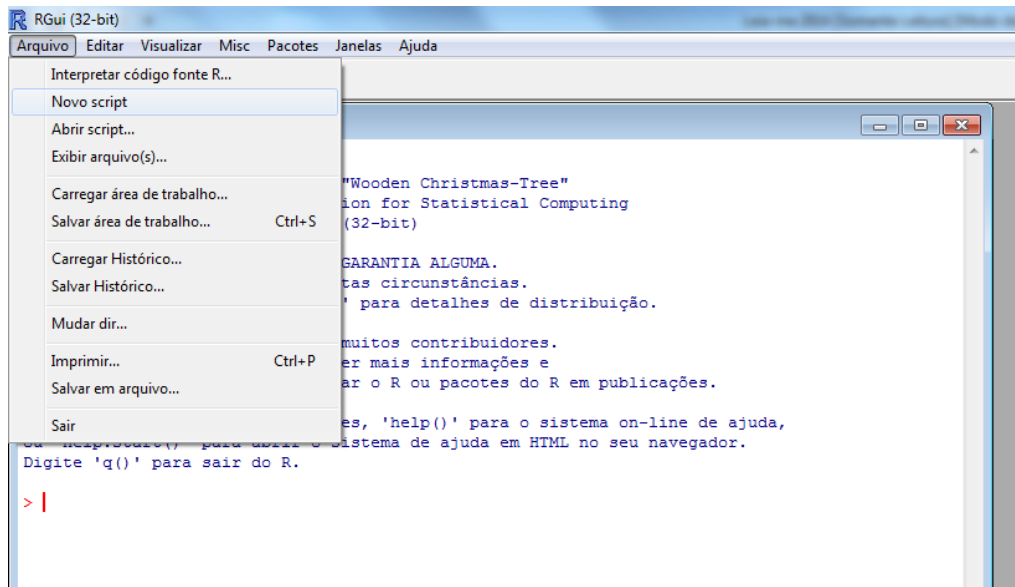 RGui (32-bit)
Arquivo Editar Visualizar Misc Pacotes Janelas Ajuda
Interpretar código fonte R...
Novo script
Abrir script...
Exibir arquivo(s)...
Carregar área de trabalho...
Salvar área de trabalho... Ctrl+S
Carregar Histórico...
Salvar Histórico...
Mudar dir...
Imprimir... Ctrl+P
Salvar em arquivo...
Sair
"Wooden Christmas-Tree"
ion for Statistical Computing
(32-bit)
GARANTIA ALGUMA.
tas circunstâncias.
' para detalhes de distribuição.
muitos contribuidores.
er mais informações e
ar o R ou pacotes do R em publicações.
es, 'help()' para o sistema on-line de ajuda,
para abrir o sistema de ajuda em HTML no seu navegador.
Digite 'q()' para sair do R.
>